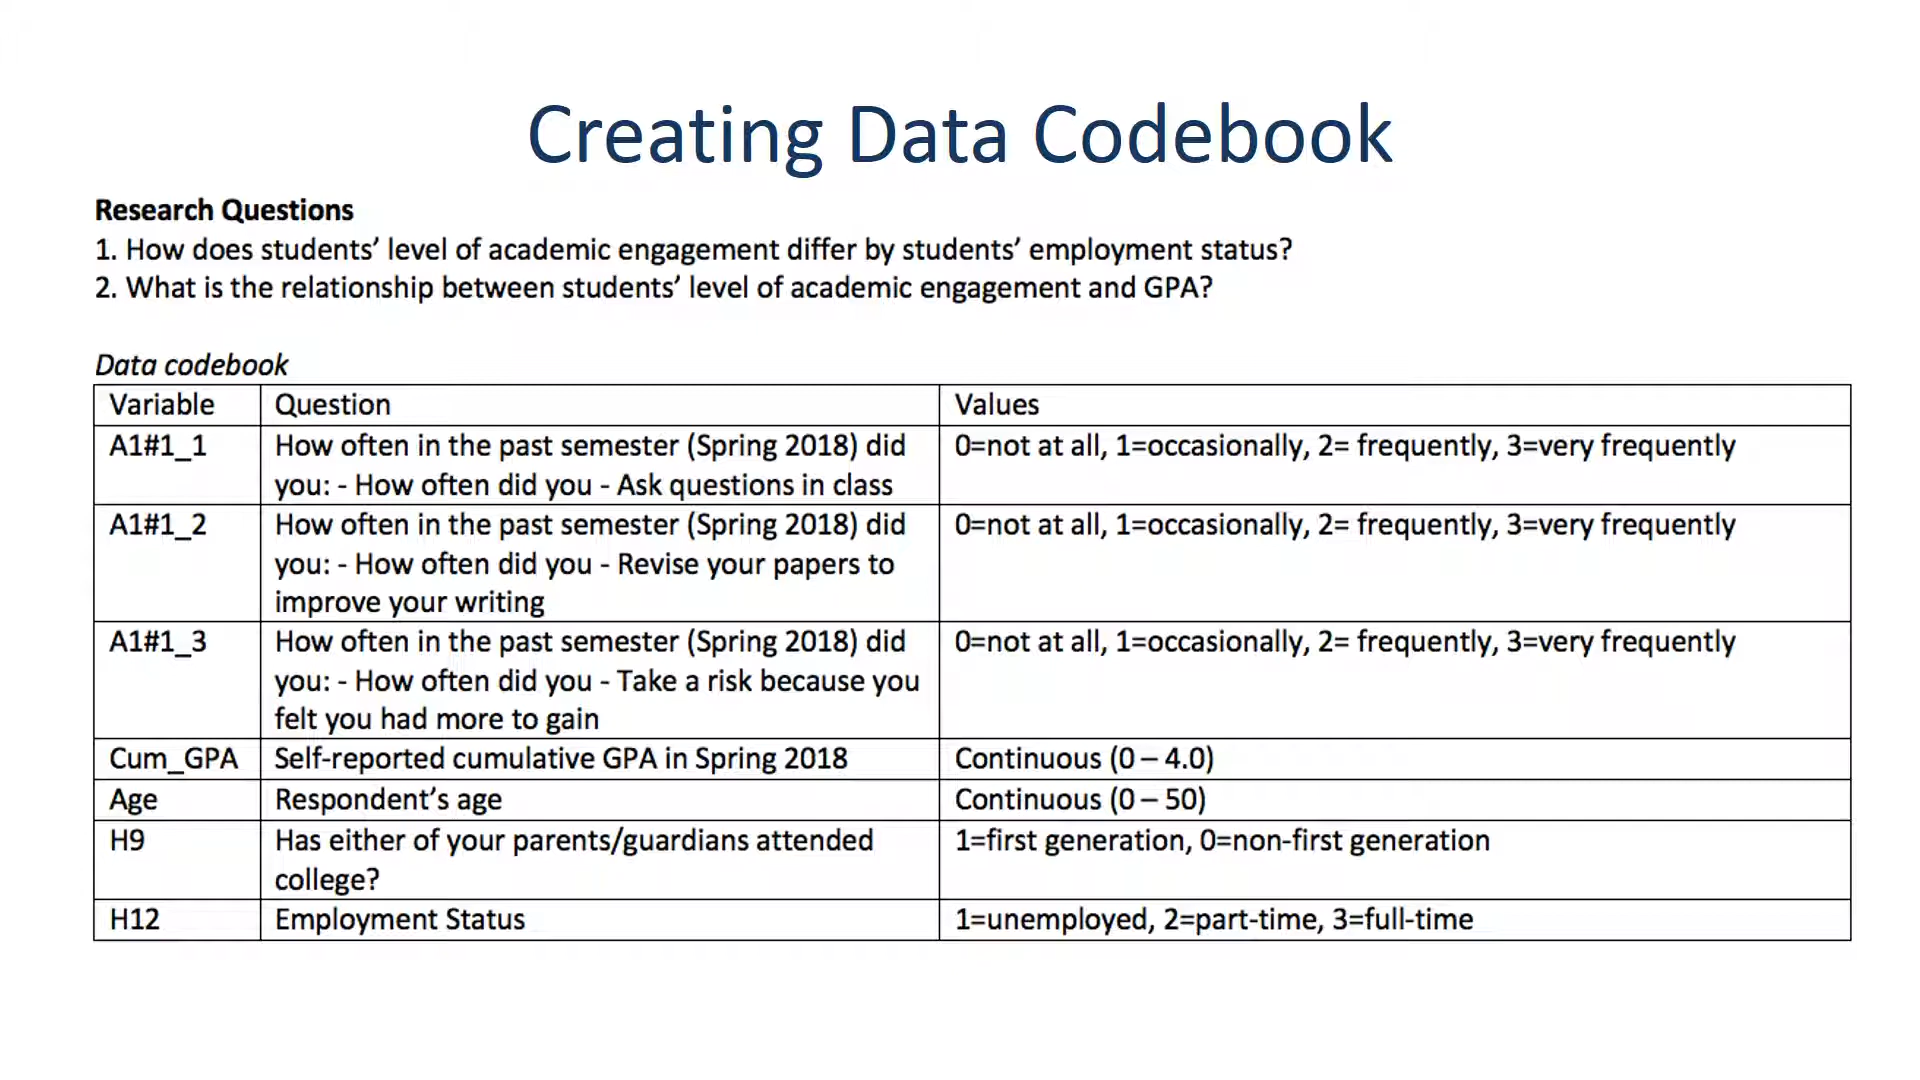 Creating Data Codebook
Research Questions
1. How does students’ level of academic engagement differ by students’ employment status?
2. What is the relationship between students’ level of academic engagement and GPA?
Data codebook
Variable Question Values
A1#1_1 How often in the past semester (Spring 2018) did 0=not at all, 1=occasionally, 2= frequently, 3=very frequently
you: - How often did you - Ask questions in class
A1#1_2 How often in the past semester (Spring 2018) did 0=not at all, 1=occasionally, 2= frequently, 3=very frequently
you: - How often did you - Revise your papers to
improve your writing
A1#1_3 How often in the past semester (Spring 2018) did 0=not at all, 1=occasionally, 2= frequently, 3=very frequently
you: - How often did you - Take a risk because you
felt you had more to gain
Cum_GPA Self-reported cumulative GPA in Spring 2018 Continuous (0 – 4.0)
Age Respondent’s age Continuous (0 – 50)
H9 Has either of your parents/guardians attended 1=first generation, 0=non-first generation
college?
H12 Employment Status 1=unemployed, 2=part-time, 3=full-time